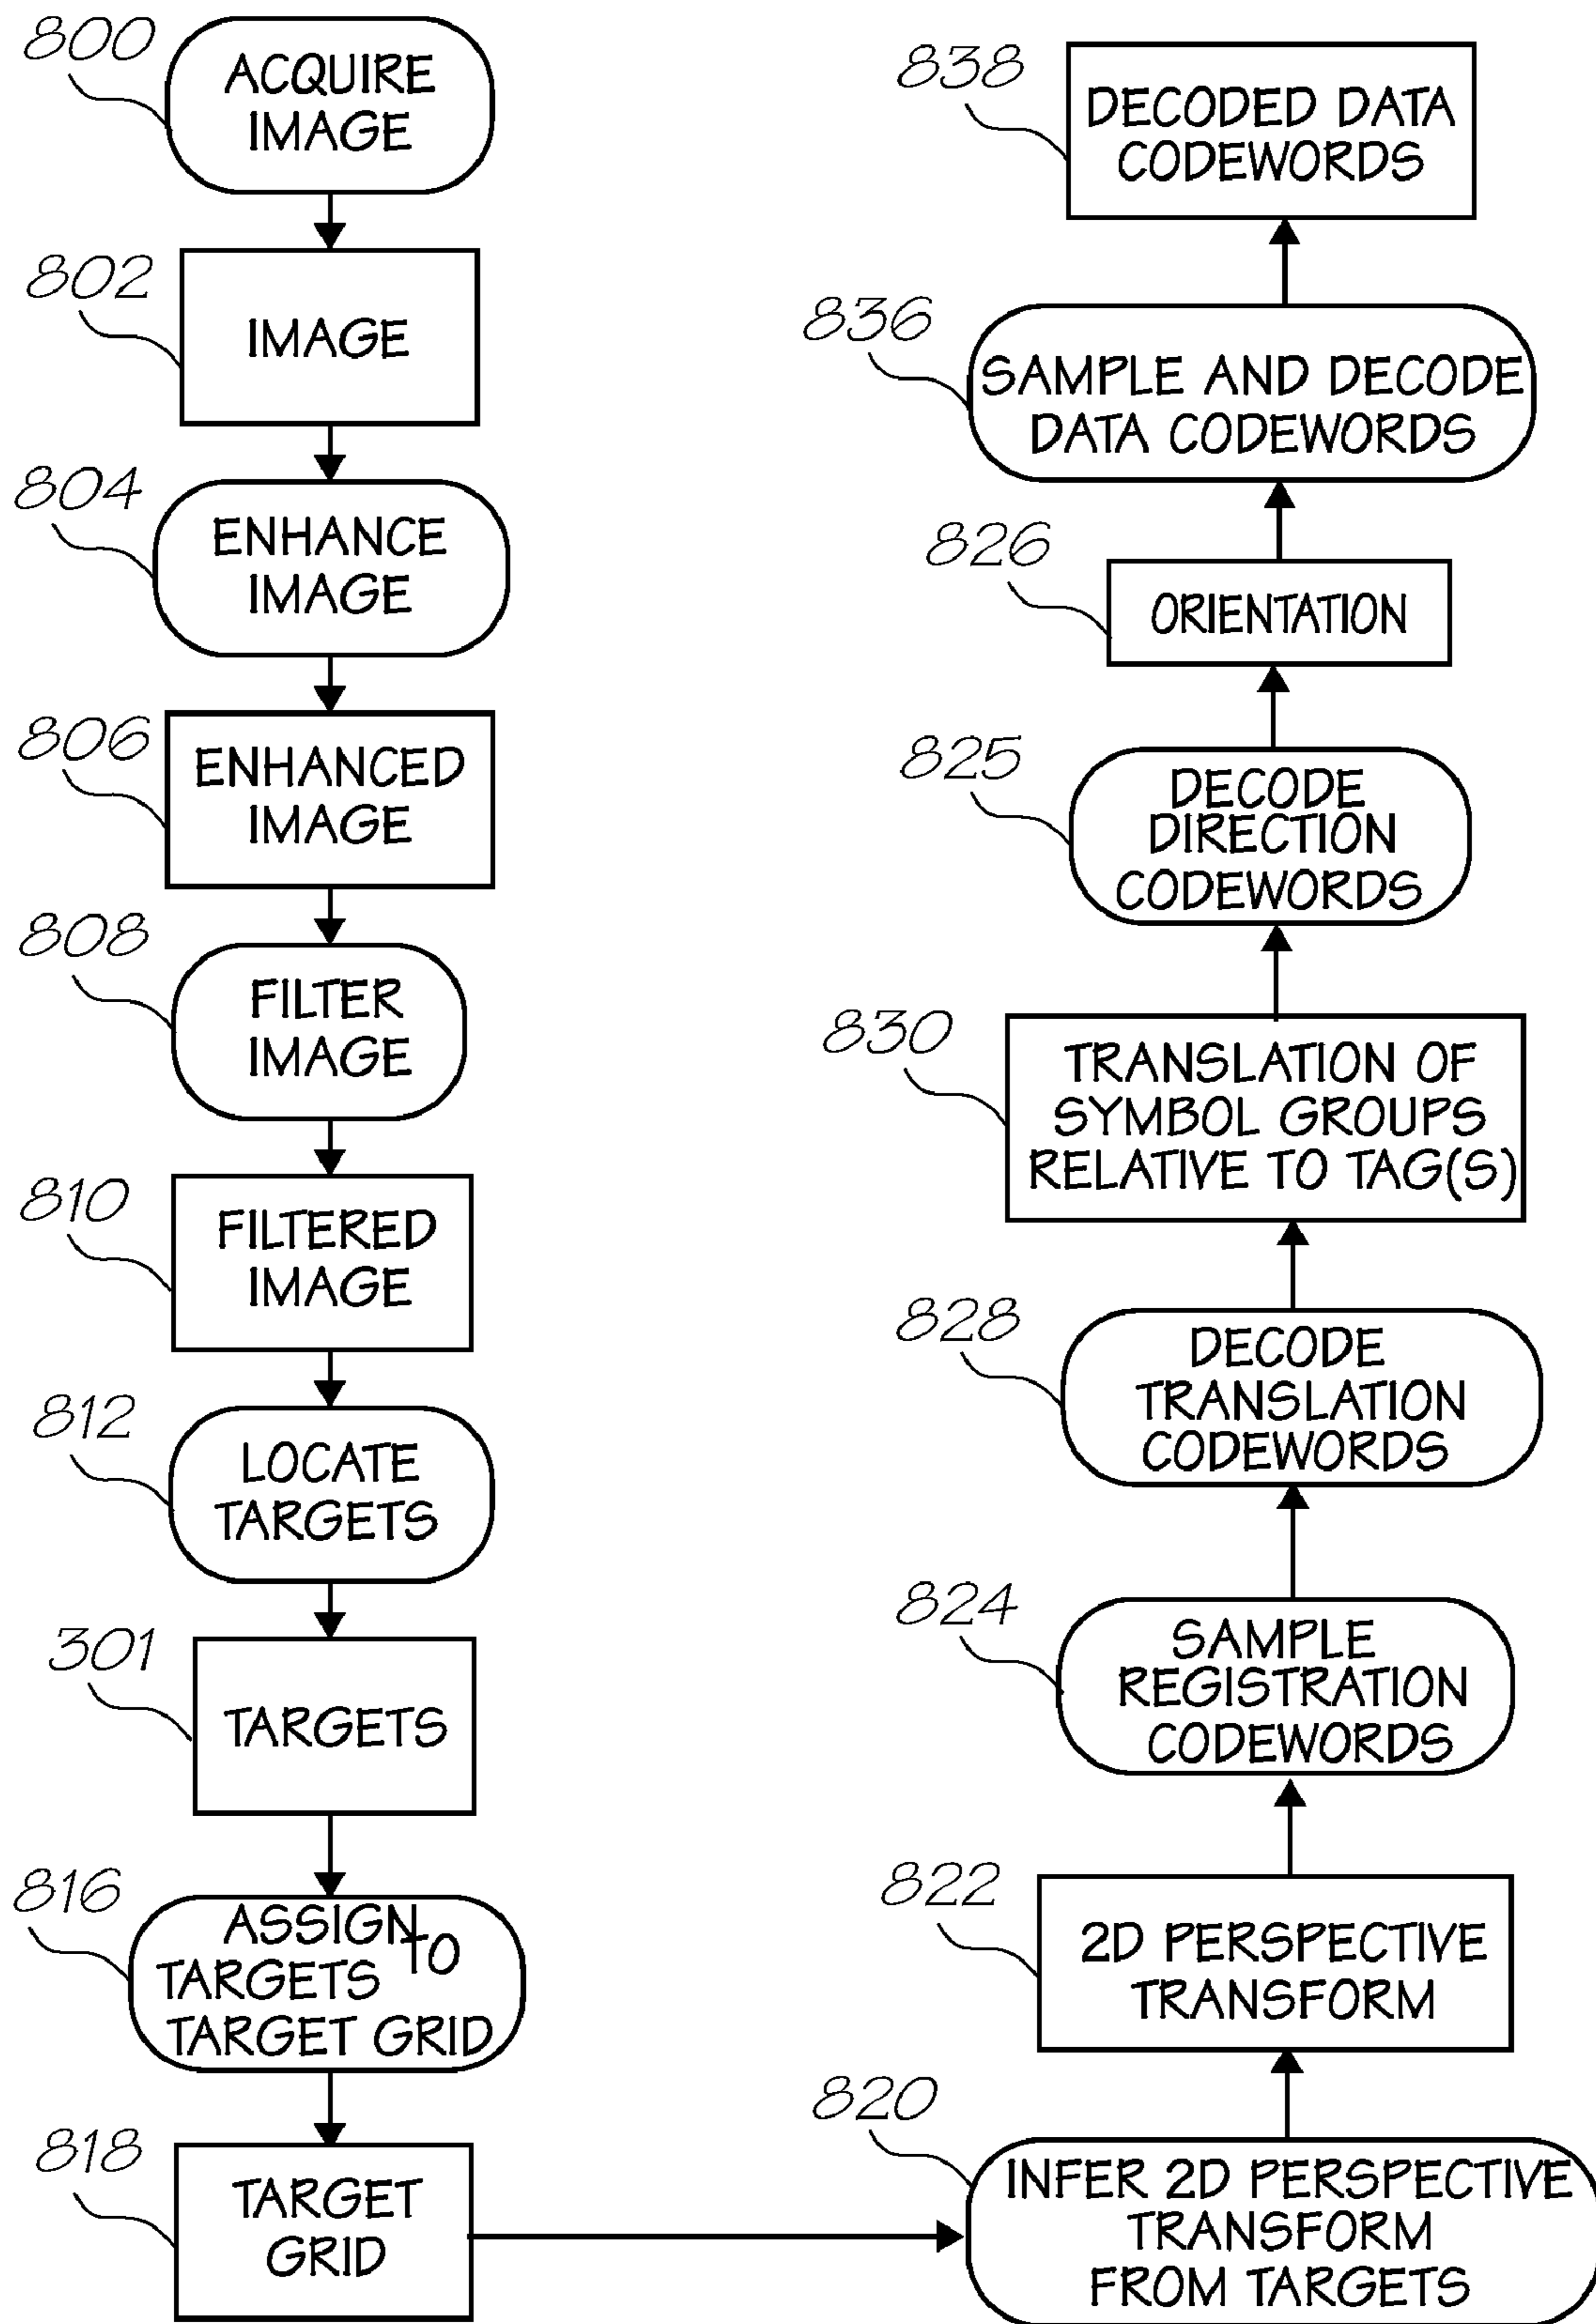 800
ACQUIRE
IMAGE
802
IMAGE
804
ENHANCE
IMAGE
806
ENHANCED
IMAGE
808
FILTER
IMAGE
810
FILTERED
IMAGE
812
LOCATE
TARGETS
301
TARGETS
816
ASSIGN TO
TARGETS
TARGET GRID
818
TARGET
GRID
838
DECODED DATA
CODEWORDS
836
SAMPLE AND DECODE
DATA CODEWORDS
826
ORIENTATION
825
DECODE
DIRECTION
CODEWORDS
830
TRANSLATION OF
SYMBOL GROUPS
RELATIVE TO TAG(S)
828
DECODE
TRANSLATION
CODEWORDS
824
SAMPLE
REGISTRATION
CODEWORDS
822
2D PERSPECTIVE
TRANSFORM
820
INFER 2D PERSPECTIVE
TRANSFORM
FROM TARGETS